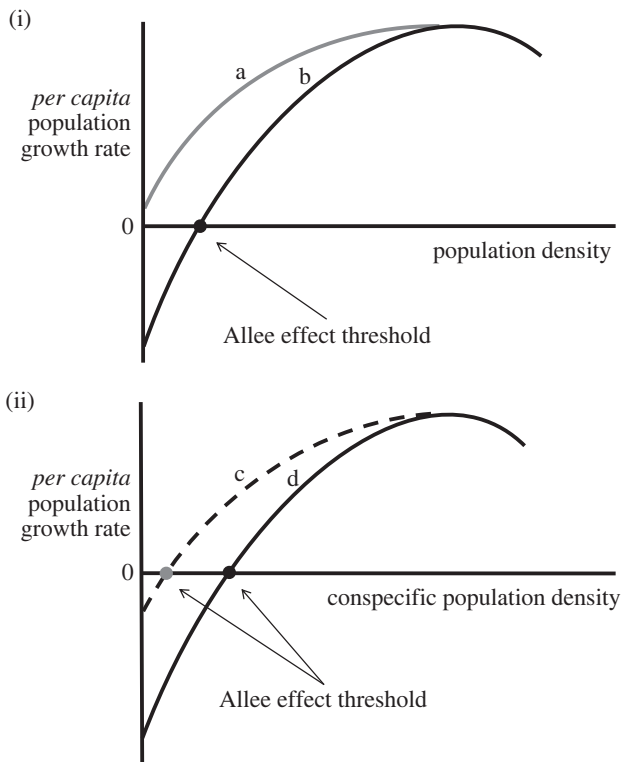 (i)
a
b
per capita
population
growth rate
0
population density
Allee effect threshold
(ii)
c
d
per capita
population
growth rate
0
conspecific population density
Allee effect threshold